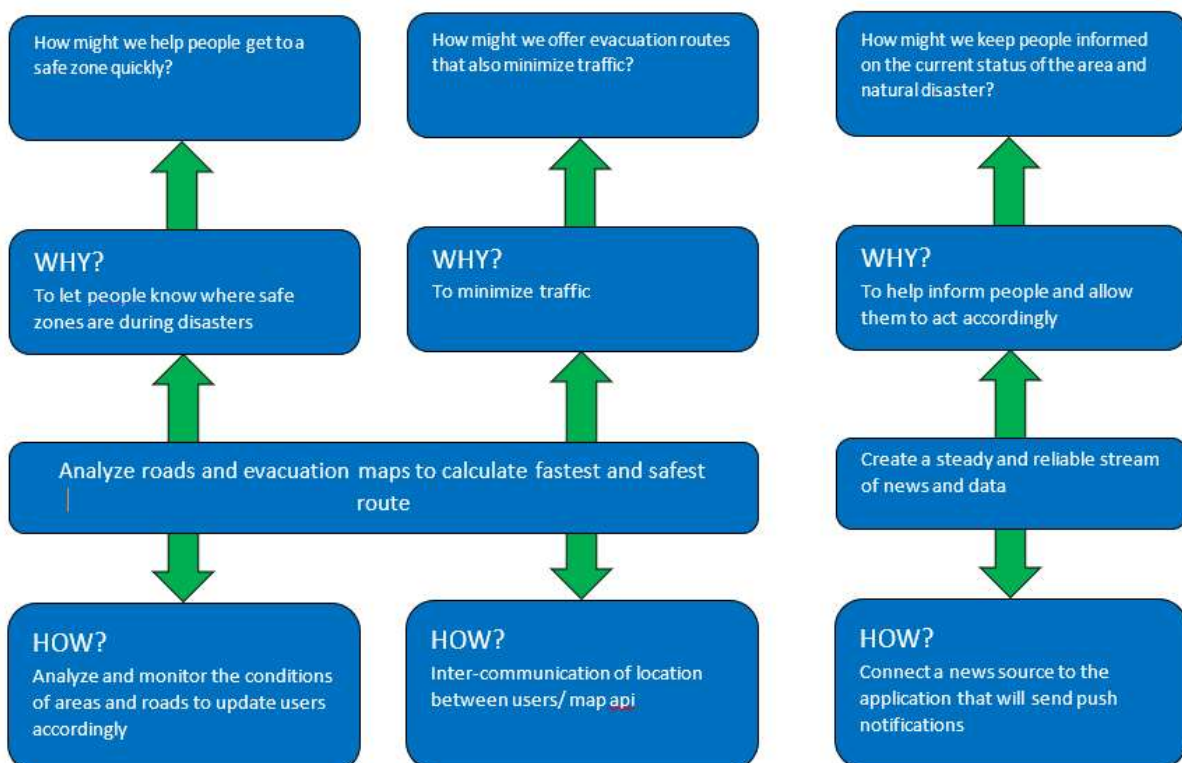 How might we help people get to a
safe zone quickly?
How might we offer evacuation routes
that also minimize traffic?
How might we keep people informed
on the current status of the area and
natural disaster?
WHY?
To let people know where safe
zones are during disasters
WHY?
To minimize traffic
WHY?
To help inform people and allow
them to act accordingly
Analyze roads and evacuation maps to calculate fastest and safest
route
Create a steady and reliable stream
of news and data
HOW?
Analyze and monitor the conditions
of areas and roads to update users
accordingly
HOW?
Inter-communication of location
between users/ map api
HOW?
Connect a news source to the
application that will send push
notifications